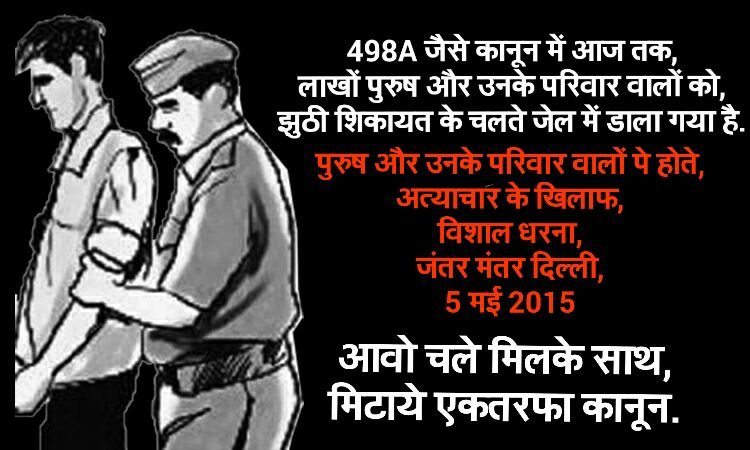 498A जैसे कानून में आज तक,
लाखों पुरुष और उनके परिवार वालों को,
झुठी शिकायत के चलते जेल में डाला गया है.
पुरुष और उनके परिवार वालों पे होते,
अत्याचार के खिलाफ,
विशाल धरना,
जंतर मंतर दिल्ली,
5 मई 2015
आवो चले मिलके साथ,
मिटाये एकतरफा कानून.